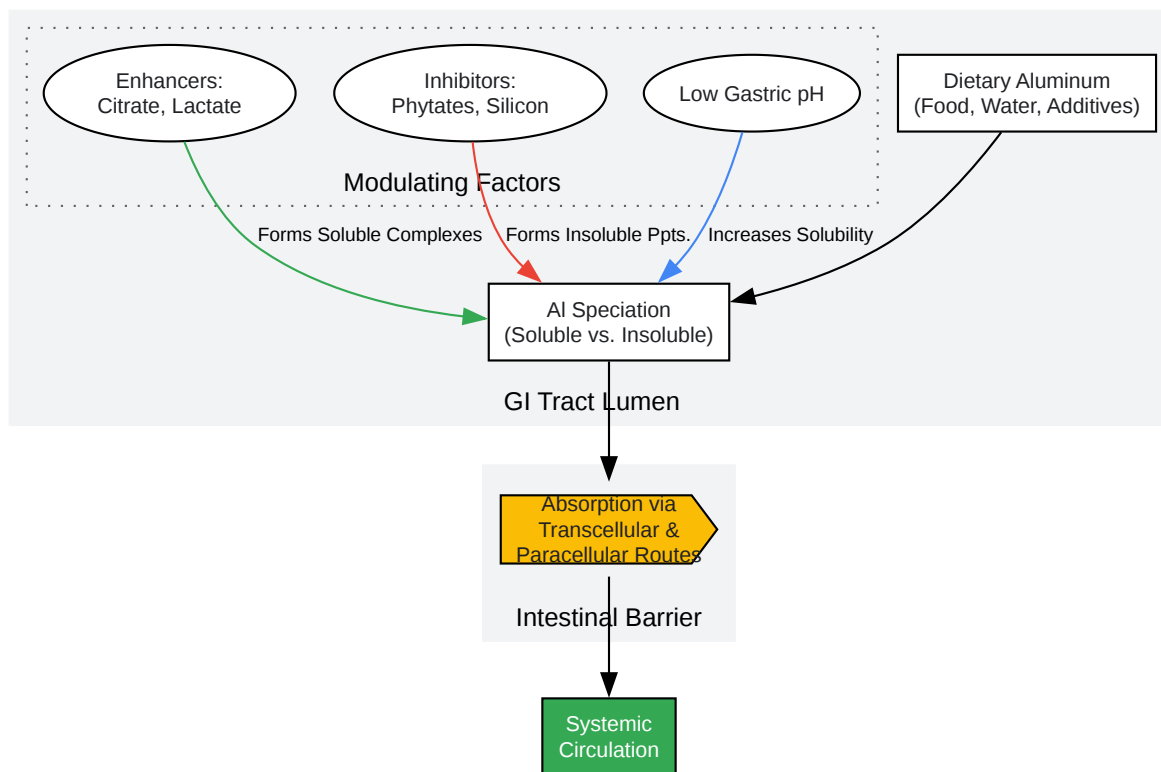 Enhancers:
Citrate, Lactate
Inhibitors:
Phytates, Silicon
Low Gastric pH
Dietary Aluminum
(Food, Water, Additives)
Modulating Factors
Forms Soluble Complexes
Forms Insoluble Ppts.
Increases Solubility
Al Speciation
(Soluble vs. Insoluble)
GI Tract Lumen
Absorption via
Transcellular &
Paracellular Routes
Intestinal Barrier
Systemic
Circulation